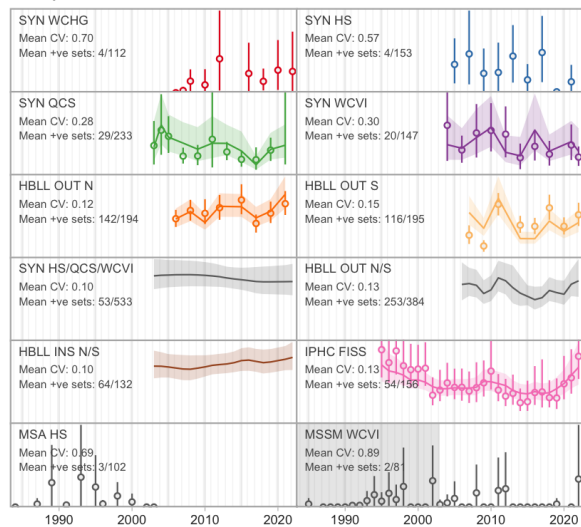 SYN WCHG
Mean CV: 0.70
Mean +ve sets: 4/112
SYN HS
Mean CV: 0.57
Mean +ve sets: 4/153
SYN QCS
Mean CV: 0.28
Mean +ve sets: 29/233
SYN WCVI
Mean CV: 0.30
Mean +ve sets: 20/147
HBLL OUT N
Mean CV: 0.12
Mean +ve sets: 142/194
HBLL OUT S
Mean CV: 0.15
Mean +ve sets: 116/195
SYN HS/QCS/WCVI
Mean CV: 0.10
Mean +ve sets: 53/533
HBLL OUT N/S
Mean CV: 0.13
Mean +ve sets: 253/384
HBLL INS N/S
Mean CV: 0.10
Mean +ve sets: 64/132
IPHC FISS
Mean CV: 0.13
Mean +ve sets: 54/156
MSA HS
Mean CV: 0.69
Mean +ve sets: 3/102
MSSM WCVI
Mean CV: 0.89
Mean +ve sets: 2/81
1990 2000 2010 2020 1990 2000 2010 2020